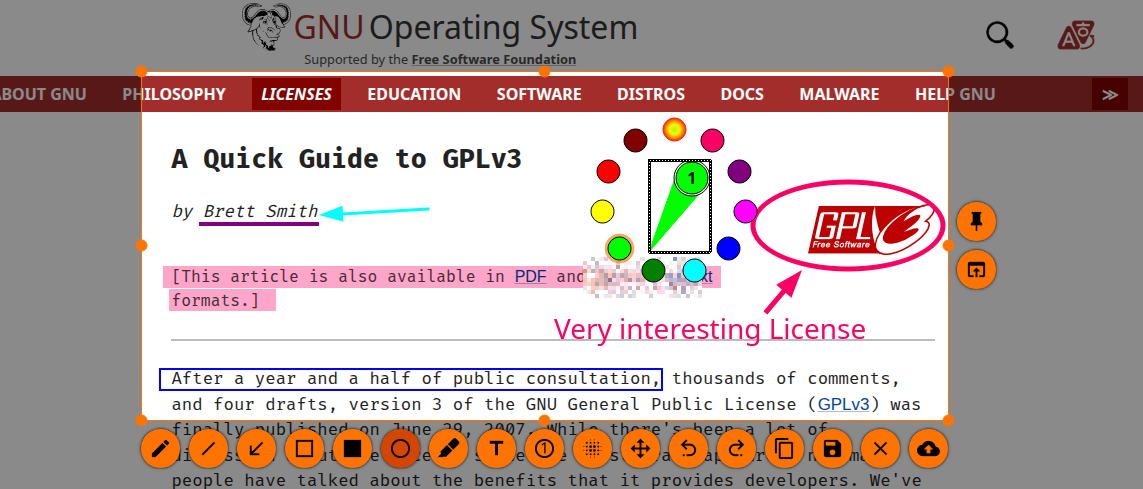 GNU Operating System
Supported by the Free Software Foundation
ABOUT GNU PHILOSOPHY LICENSES EDUCATION SOFTWARE DISTROS DOCS MALWARE HELP GNU ≫
A Quick Guide to GPLv3
1
by Brett Smith
GPLv3
Free Software
[This article is also available in PDF and
formats.]
Very interesting License
After a year and a half of public consultation, thousands of comments,
and four drafts, version 3 of the GNU General Public License (GPLv3) was
finally published on June 29, 2007. While there's been a lot of
T 1
people have talked about the benefits that it provides developers. We've